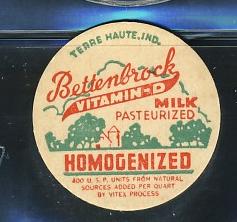 TERRE HAUTE, IND.
Bettenbrock
VITAMIN-D
MILK
PASTEURIZED
HOMOGENIZED
400 U.S.P. UNITS FROM NATURAL
SOURCES ADDED PER QUART
BY VITEX PROCESS